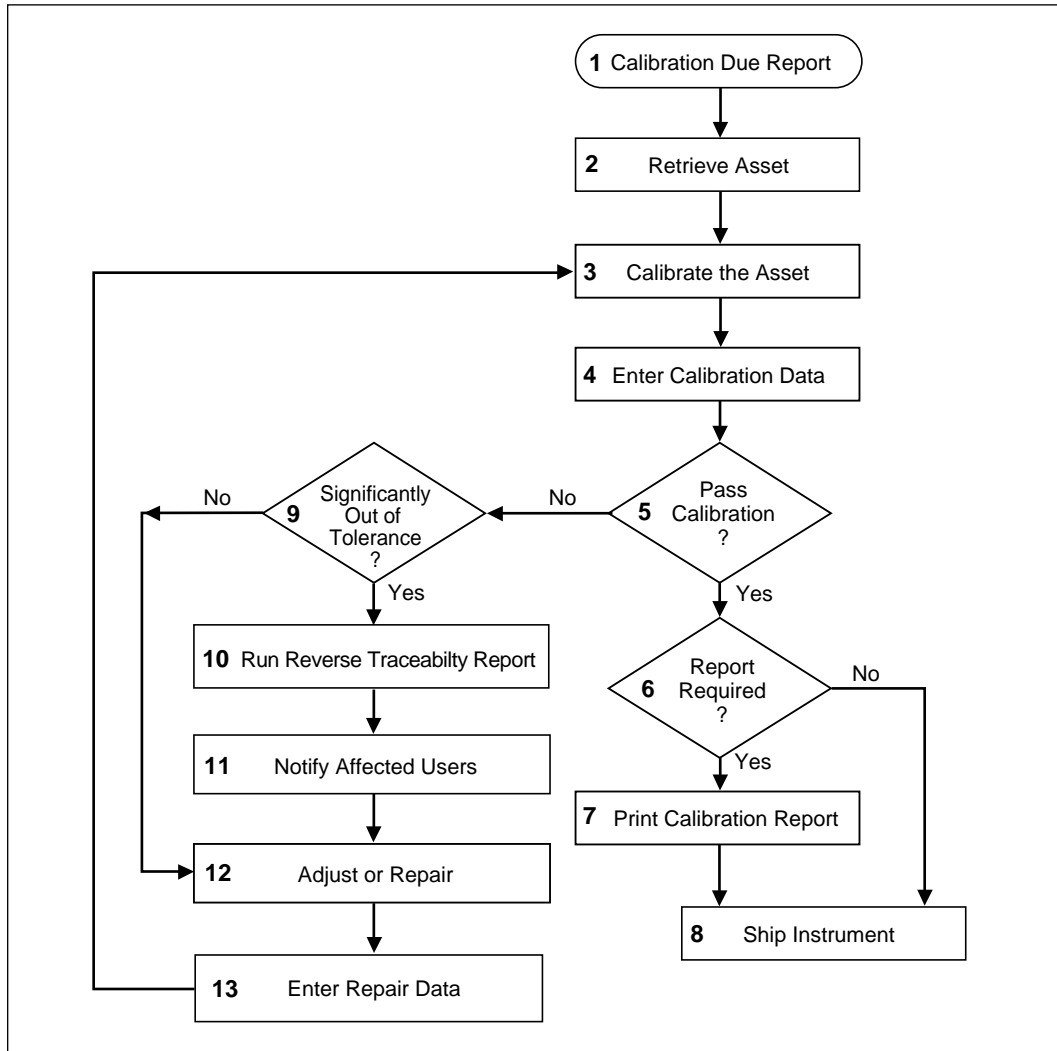 1 Calibration Due Report
2 Retrieve Asset
3 Calibrate the Asset
4 Enter Calibration Data
5 Pass
Calibration
?
No
Yes
9 Significantly
Out of
Tolerance
?
No
Yes
6 Report
Required
?
No
Yes
7 Print Calibration Report
8 Ship Instrument
10 Run Reverse Traceabilty Report
11 Notify Affected Users
12 Adjust or Repair
13 Enter Repair Data